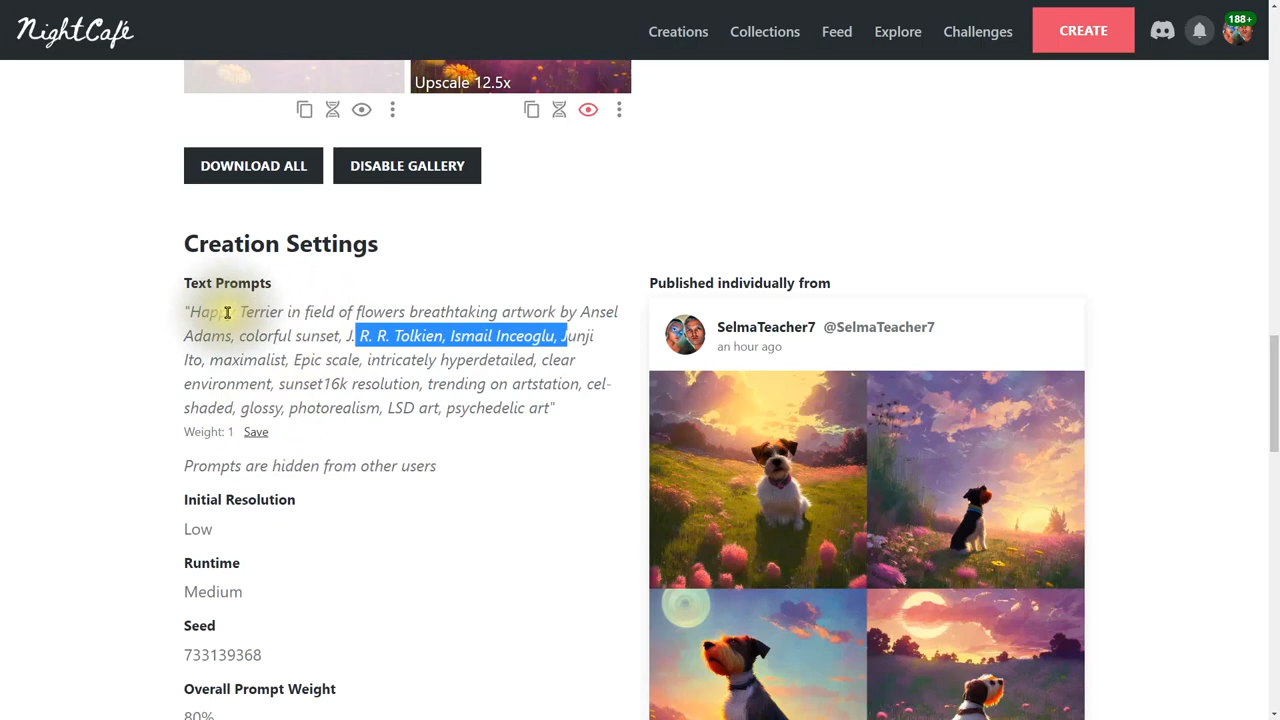 NightCafé
Creations Collections Feed Explore Challenges CREATE 188+
Upscale 12.5x
DOWNLOAD ALL DISABLE GALLERY
Creation Settings
Text Prompts
"Happy Terrier in field of flowers breathtaking artwork by Ansel
Adams, colorful sunset, J. R. R. Tolkien, Ismail Inceoglu, Junji
Ito, maximalist, Epic scale, intricately hyperdetailed, clear
environment, sunset16k resolution, trending on artstation, cel-
shaded, glossy, photorealism, LSD art, psychedelic art"
Weight: 1 Save
Prompts are hidden from other users
Initial Resolution
Low
Runtime
Medium
Seed
733139368
Overall Prompt Weight
80%
Published individually from
SelmaTeacher7 @SelmaTeacher7
an hour ago